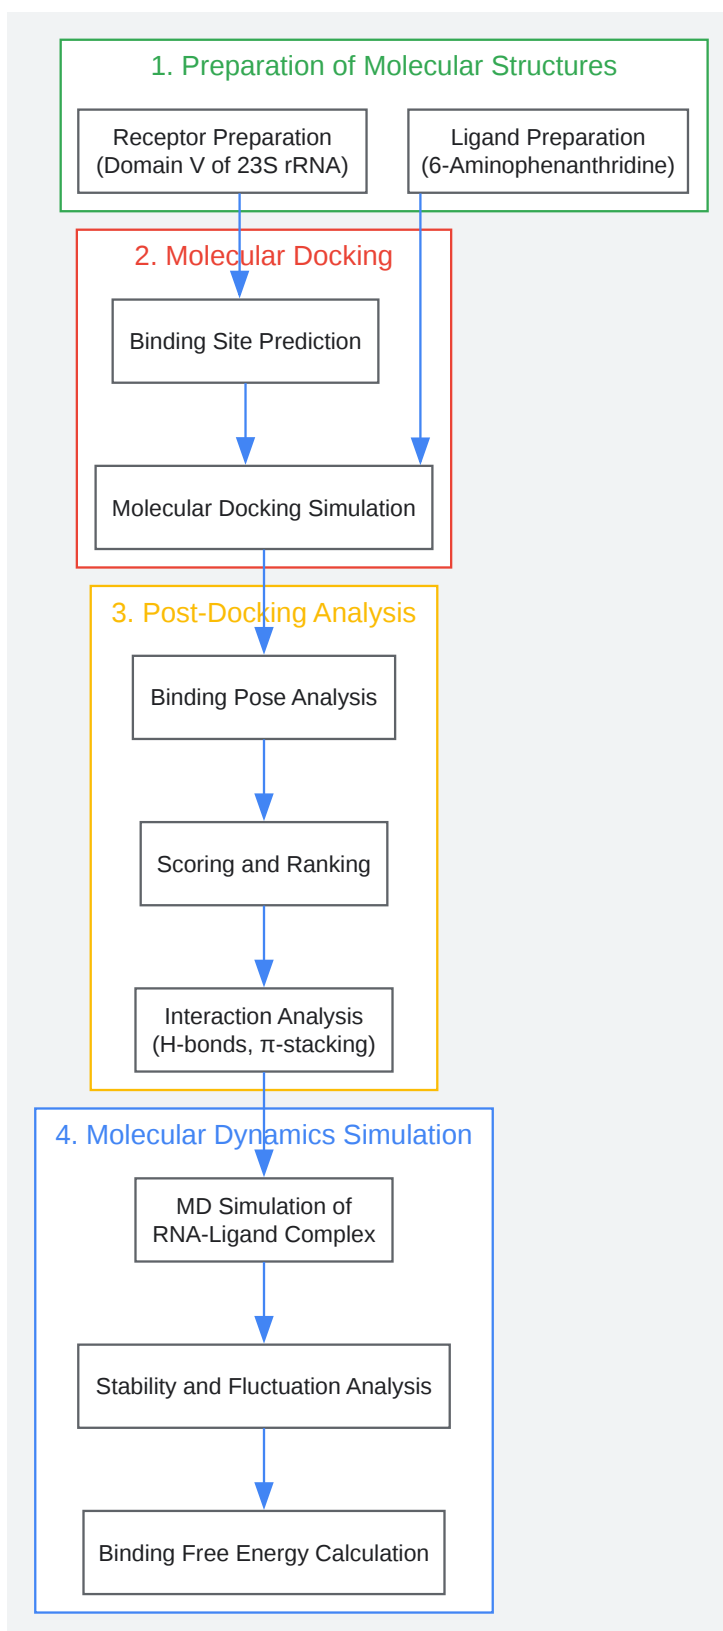 1. Preparation of Molecular Structures
Receptor Preparation
(Domain V of 23S rRNA)
Ligand Preparation
(6-Aminophenanthridine)
2. Molecular Docking
Binding Site Prediction
Molecular Docking Simulation
3. Post-Docking Analysis
Binding Pose Analysis
Scoring and Ranking
Interaction Analysis
(H-bonds, π-stacking)
4. Molecular Dynamics Simulation
MD Simulation of
RNA-Ligand Complex
Stability and Fluctuation Analysis
Binding Free Energy Calculation